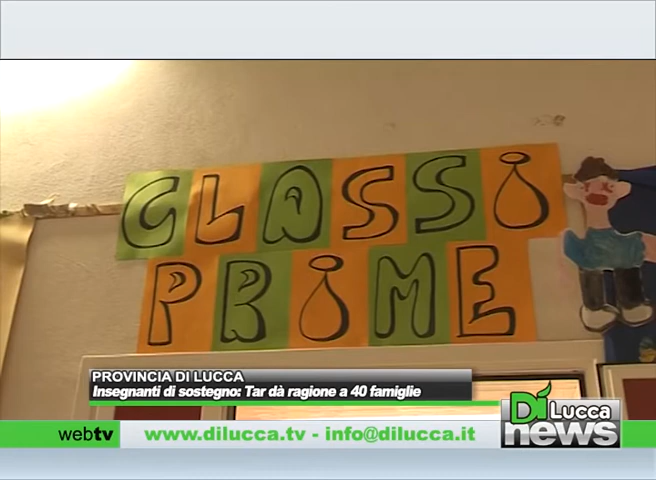 CLASSI
PRIME
PROVINCIA DI LUCCA
Insegnanti di sostegno: Tar dà ragione a 40 famiglie
webtv
www.dilucca.tv - info@dilucca.it
Di Lucca
news